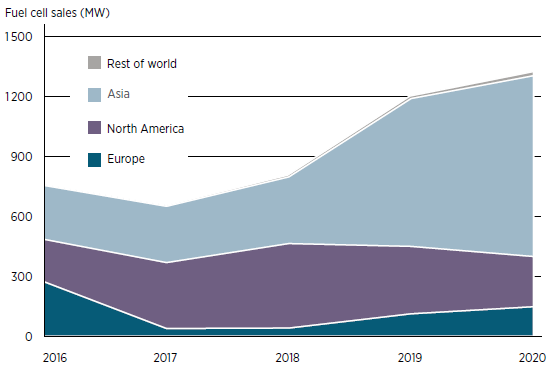 Fuel cell sales (MW)
1500
Rest of world
1200
Asia
North America
900
Europe
600
300
0
2016 2017 2018 2019 2020